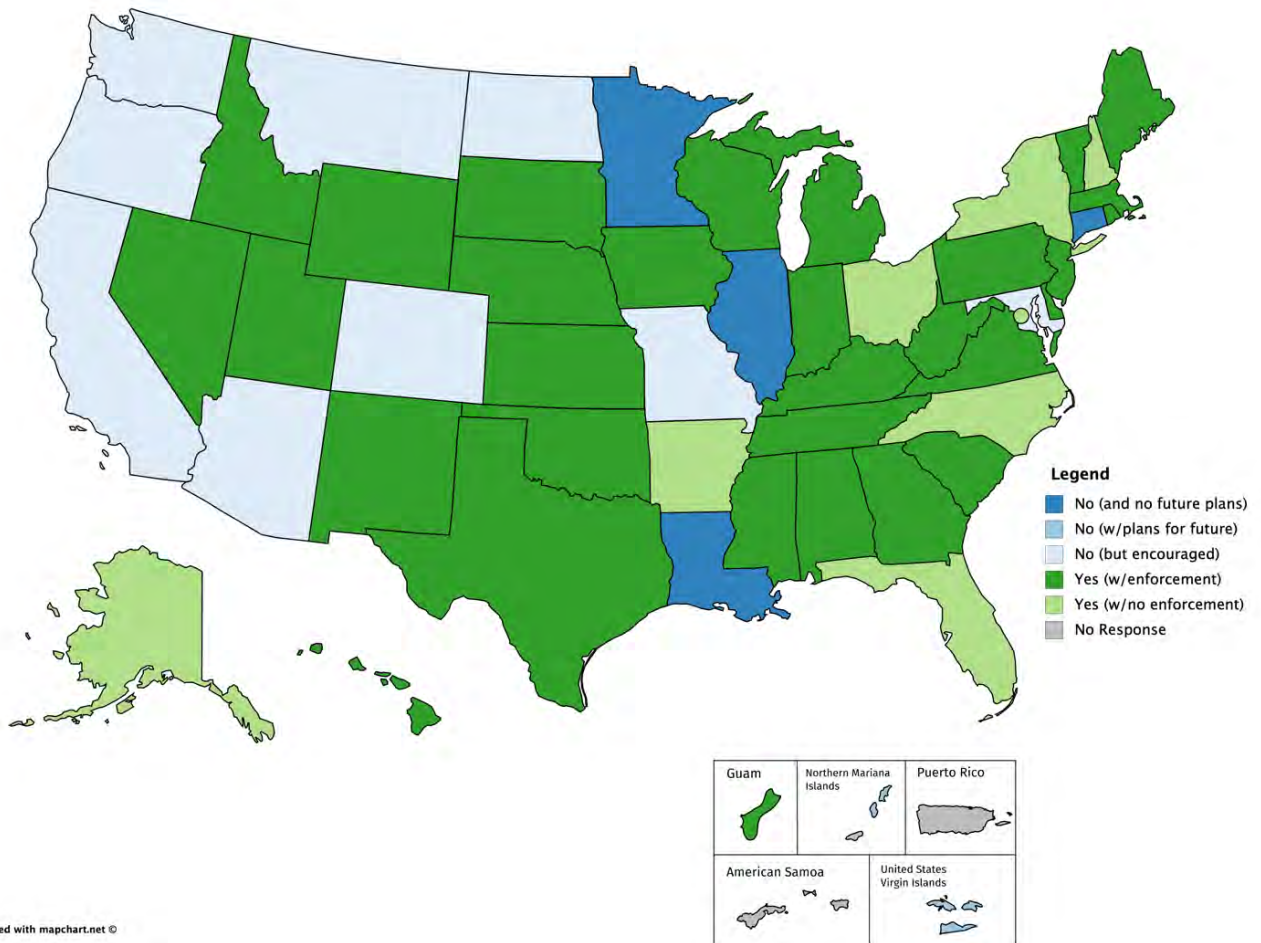 Legend
No (and no future plans)
No (w/plans for future)
No (but encouraged)
Yes (w/enforcement)
Yes (w/no enforcement)
No Response
Guam
Northern Mariana
Islands
Puerto Rico
American Samoa
United States
Virgin Islands
ed with mapchart.net ©